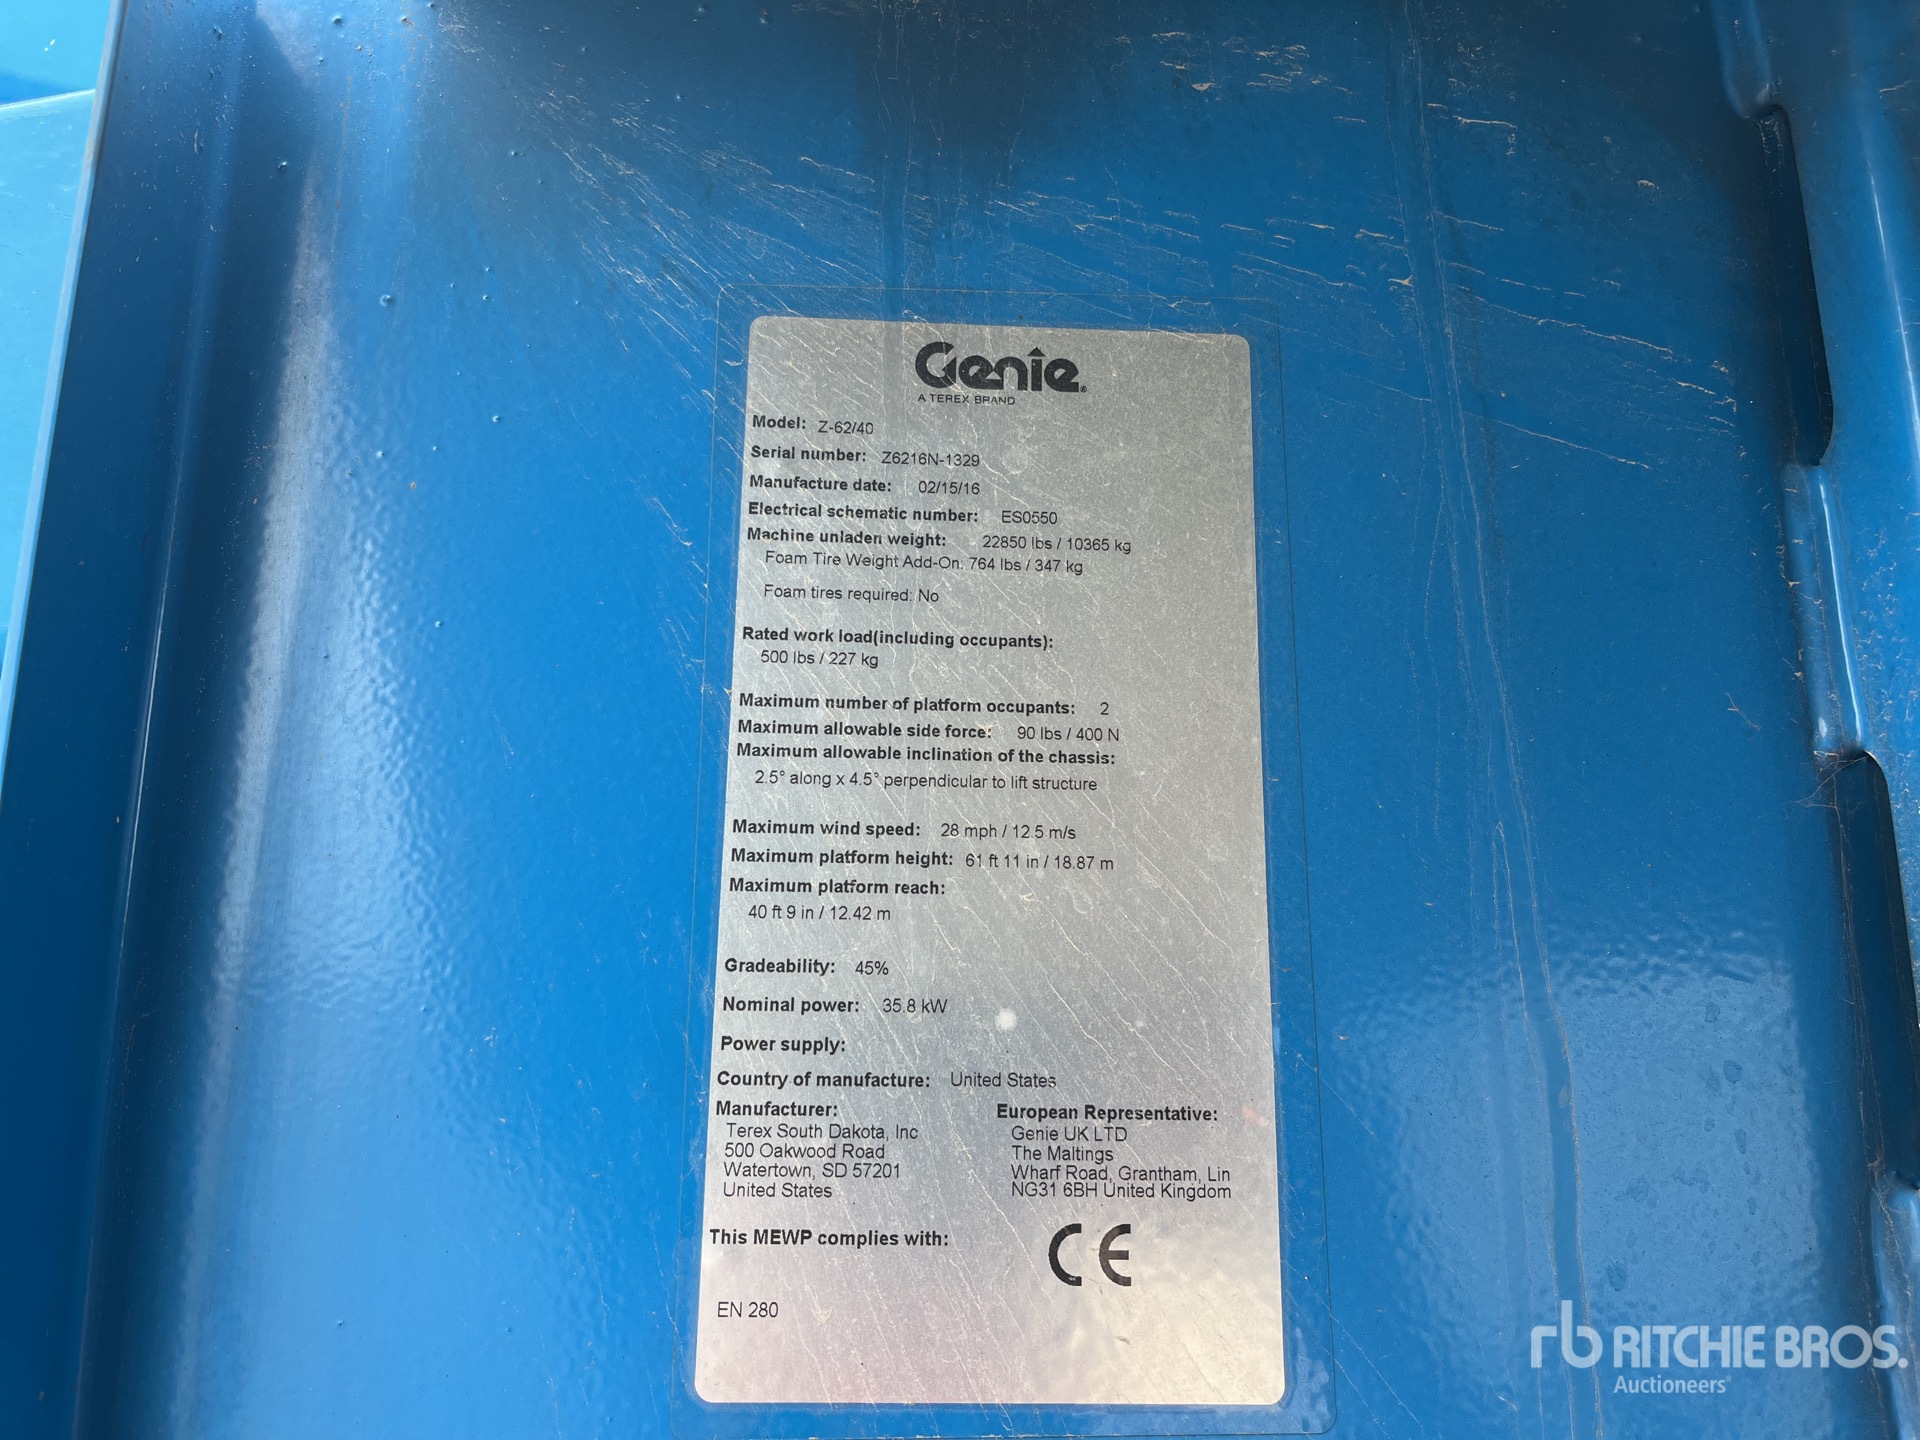 Genie®
A TEREX BRAND
Model: Z-62/40
Serial number: Z6216N-1329
Manufacture date: 02/15/16
Electrical schematic number: ES0550
Machine unladen weight: 22850 lbs / 10365 kg
Foam Tire Weight Add-On: 764 lbs / 347 kg
Foam tires required: No
Rated work load(including occupants):
500 lbs / 227 kg
Maximum number of platform occupants: 2
Maximum allowable side force: 90 lbs / 400 N
Maximum allowable inclination of the chassis:
2.5° along x 4.5° perpendicular to lift structure
Maximum wind speed: 28 mph / 12.5 m/s
Maximum platform height: 61 ft 11 in / 18.87 m
Maximum platform reach:
40 ft 9 in / 12.42 m
Gradeability: 45%
Nominal power: 35.8 kW
Power supply:
Country of manufacture: United States
Manufacturer:
Terex South Dakota, Inc
500 Oakwood Road
Watertown, SD 57201
United States
European Representative:
Genie UK LTD
The Maltings
Wharf Road, Grantham, Lin
NG31 6BH United Kingdom
This MEWP complies with:
CE
EN 280
rb RITCHIE BROS.
Auctioneers